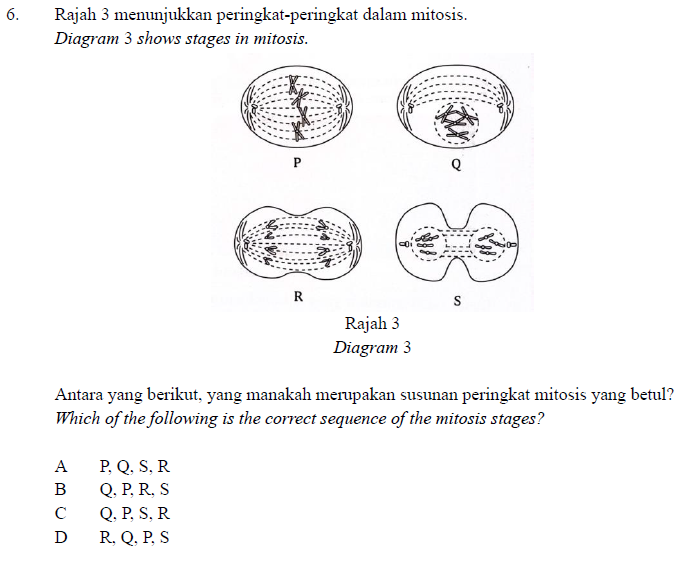 6. Rajah 3 menunjukkan peringkat-peringkat dalam mitosis.
Diagram 3 shows stages in mitosis.
P Q
R S
Rajah 3
Diagram 3
Antara yang berikut, yang manakah merupakan susunan peringkat mitosis yang betul?
Which of the following is the correct sequence of the mitosis stages?
A P, Q, S, R
B Q, P, R, S
C Q, P, S, R
D R, Q, P, S